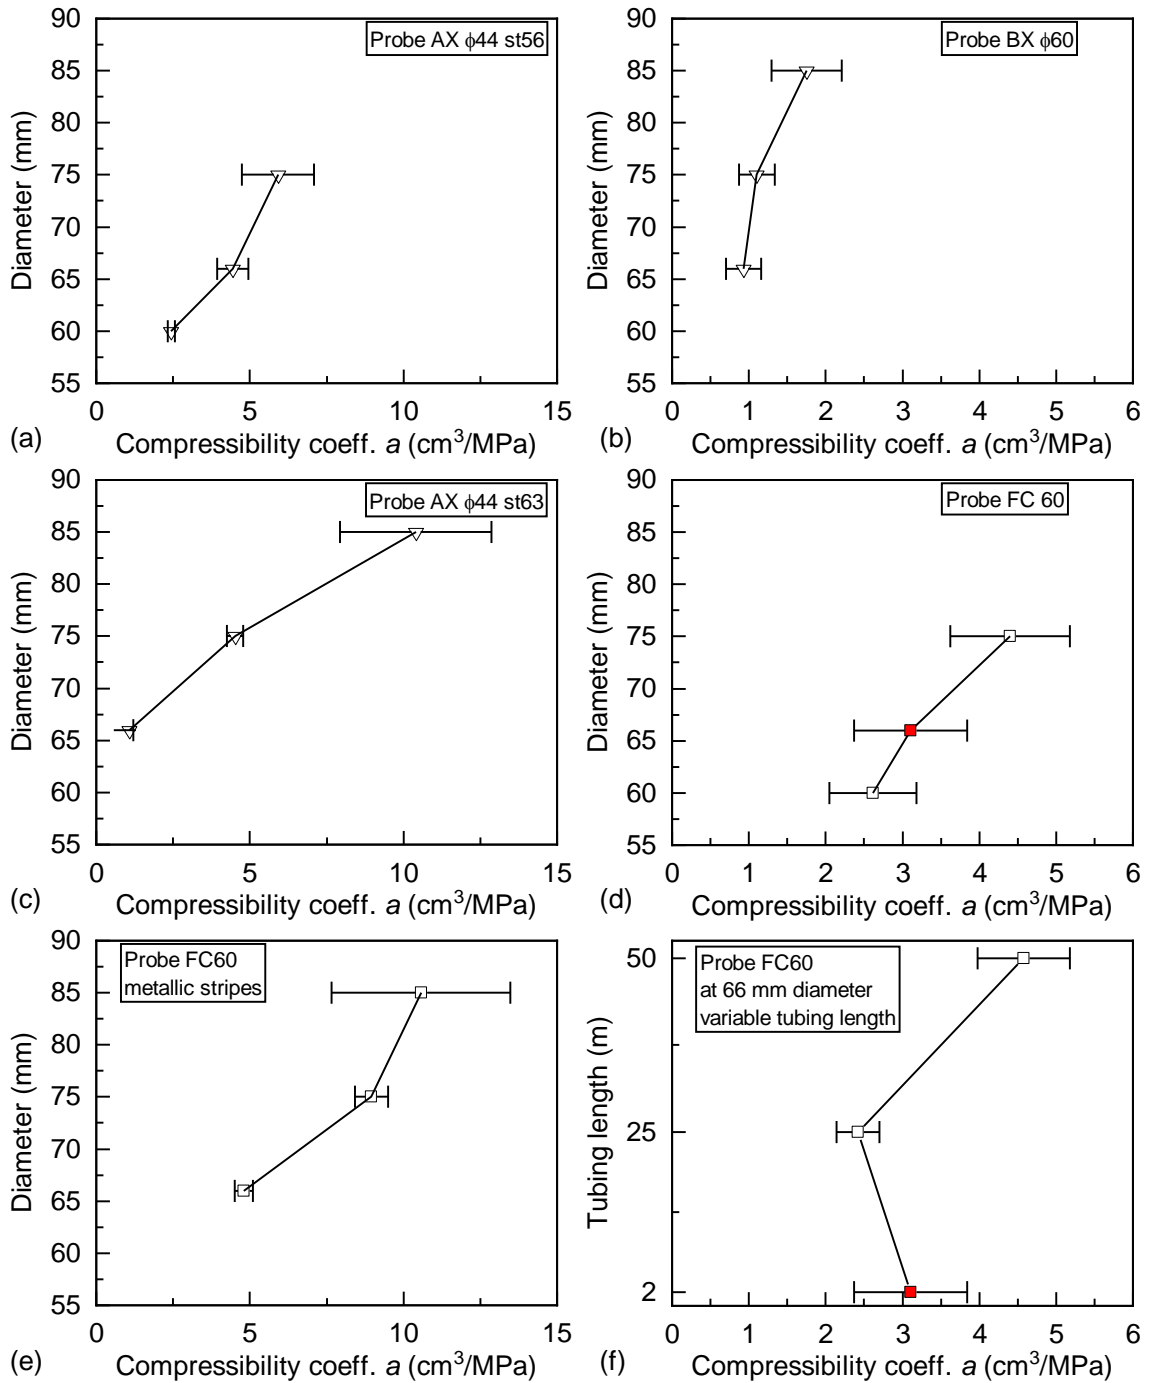 90
85
80
75
70
65
60
55
Diameter (mm)
Probe AX ϕ44 st56
0 5 10 15
(a) Compressibility coeff. a (cm³/MPa)
90
85
80
75
70
65
60
55
Diameter (mm)
Probe BX ϕ60
0 1 2 3 4 5 6
(b) Compressibility coeff. a (cm³/MPa)
90
85
80
75
70
65
60
55
Diameter (mm)
Probe AX ϕ44 st63
0 5 10 15
(c) Compressibility coeff. a (cm³/MPa)
90
85
80
75
70
65
60
55
Diameter (mm)
Probe FC 60
0 1 2 3 4 5 6
(d) Compressibility coeff. a (cm³/MPa)
90
85
80
75
70
65
60
55
Diameter (mm)
Probe FC60
metallic stripes
0 5 10 15
(e) Compressibility coeff. a (cm³/MPa)
50
25
2
Tubing length (m)
Probe FC60
at 66 mm diameter
variable tubing length
0 1 2 3 4 5 6
(f) Compressibility coeff. a (cm³/MPa)